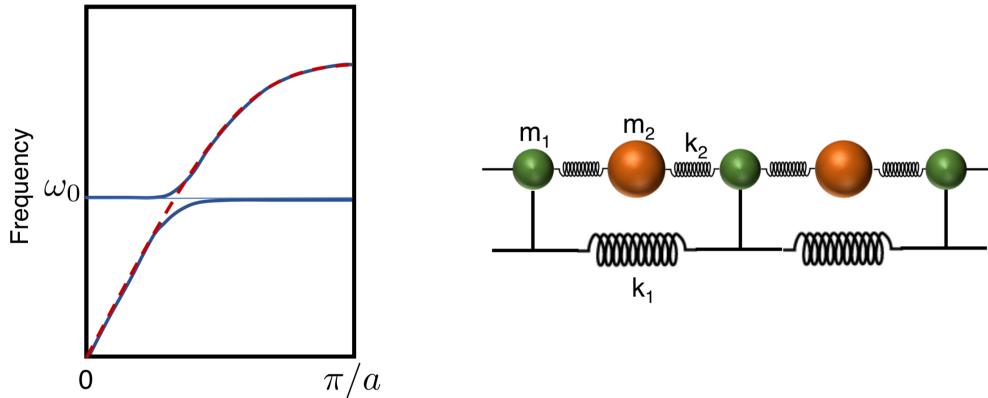 Frequency
ω₀
0
π/a
m₁
m₂
k₂
k₁